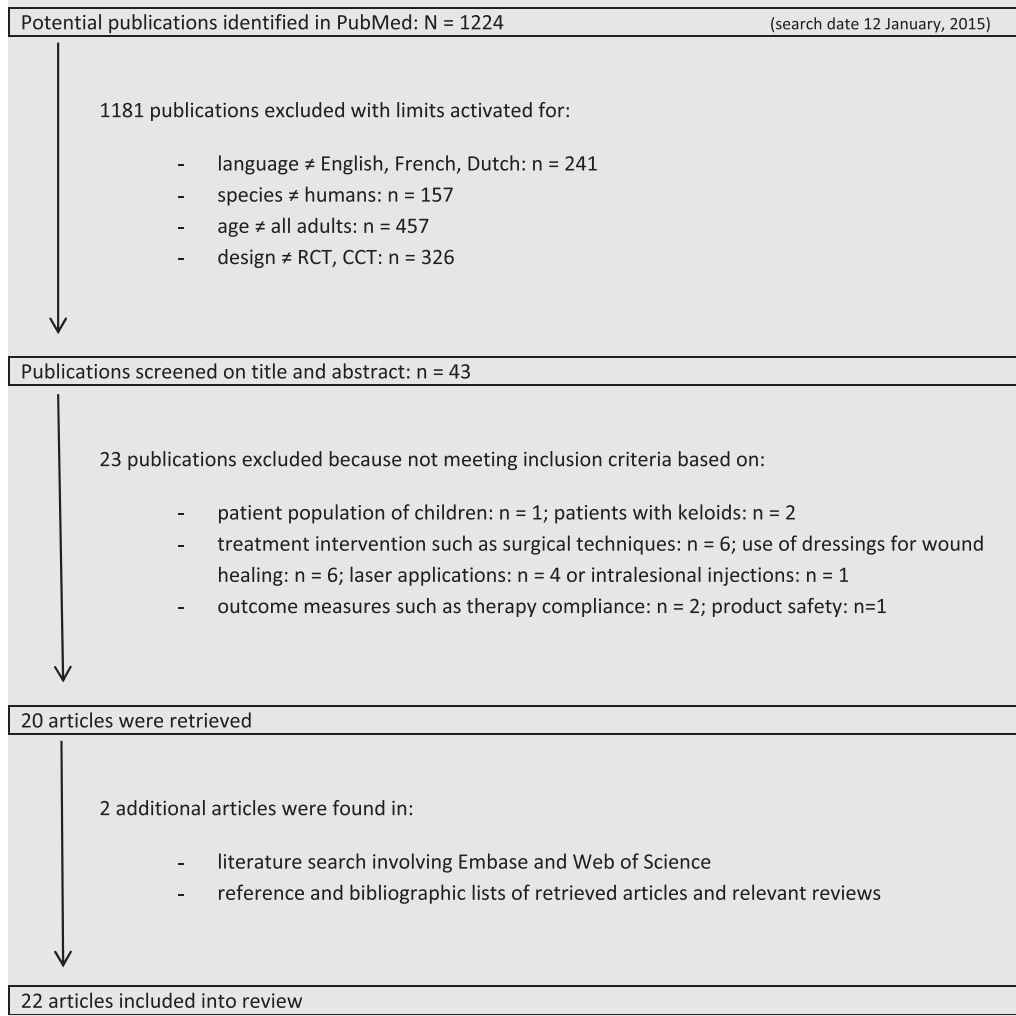 Potential publications identified in PubMed: N = 1224 (search date 12 January, 2015)
1181 publications excluded with limits activated for:
- language ≠ English, French, Dutch: n = 241
- species ≠ humans: n = 157
- age ≠ all adults: n = 457
- design ≠ RCT, CCT: n = 326
Publications screened on title and abstract: n = 43
23 publications excluded because not meeting inclusion criteria based on:
- patient population of children: n = 1; patients with keloids: n = 2
- treatment intervention such as surgical techniques: n = 6; use of dressings for wound
healing: n = 6; laser applications: n = 4 or intralesional injections: n = 1
- outcome measures such as therapy compliance: n = 2; product safety: n=1
20 articles were retrieved
2 additional articles were found in:
- literature search involving Embase and Web of Science
- reference and bibliographic lists of retrieved articles and relevant reviews
22 articles included into review